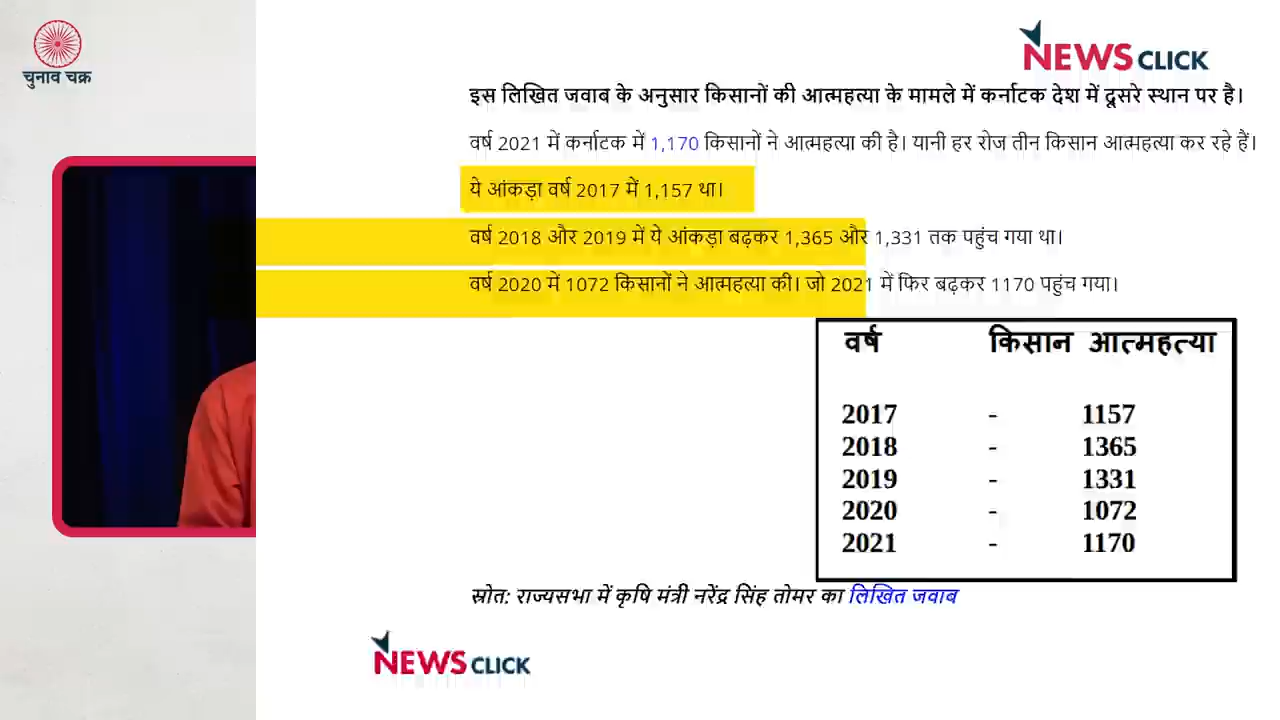 चुनाव चक्र
NEWS CLICK
इस लिखित जवाब के अनुसार किसानों की आत्महत्या के मामले में कर्नाटक देश में दूसरे स्थान पर है।
वर्ष 2021 में कर्नाटक में 1,170 किसानों ने आत्महत्या की है। यानी हर रोज तीन किसान आत्महत्या कर रहे हैं।
ये आंकड़ा वर्ष 2017 में 1,157 था।
वर्ष 2018 और 2019 में ये आंकड़ा बढ़कर 1,365 और 1,331 तक पहुंच गया था।
वर्ष 2020 में 1072 किसानों ने आत्महत्या की। जो 2021 में फिर बढ़कर 1170 पहुंच गया।
वर्ष किसान आत्महत्या
2017 - 1157
2018 - 1365
2019 - 1331
2020 - 1072
2021 - 1170
स्रोत: राज्यसभा में कृषि मंत्री नरेंद्र सिंह तोमर का लिखित जवाब
NEWS CLICK